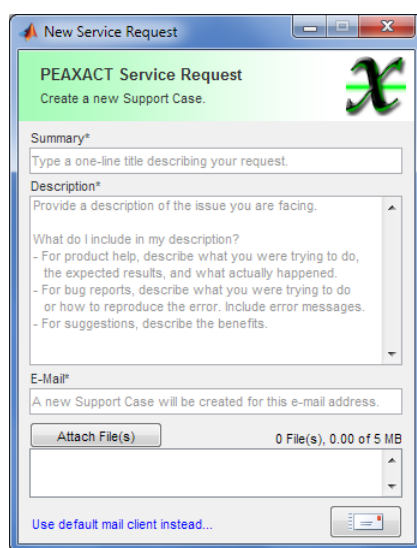 New Service Request
PEAXACT Service Request
Create a new Support Case.
Summary*
Type a one-line title describing your request.
Description*
Provide a description of the issue you are facing.
What do I include in my description?
- For product help, describe what you were trying to do,
the expected results, and what actually happened.
- For bug reports, describe what you were trying to do
or how to reproduce the error. Include error messages.
- For suggestions, describe the benefits.
E-Mail*
A new Support Case will be created for this e-mail address.
Attach File(s) 0 File(s), 0.00 of 5 MB
Use default mail client instead...